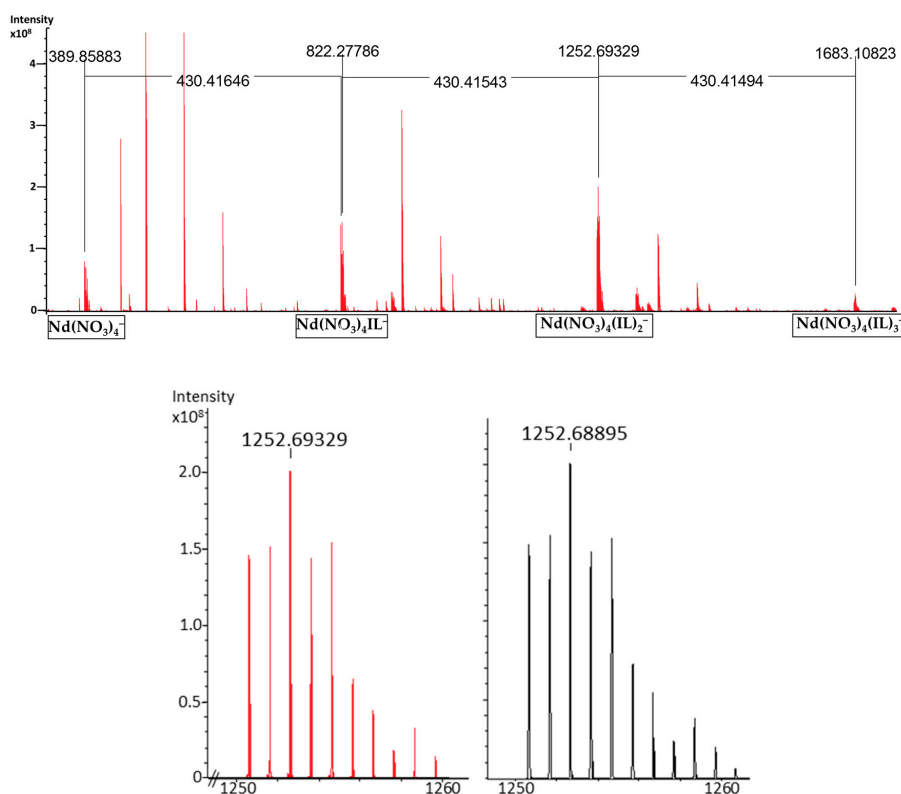 Intensity
x10⁸
389.85883
822.27786
1252.69329
1683.10823
430.41646
430.41543
430.41494
4
3
2
1
0
Nd(NO₃)₄⁻
Nd(NO₃)₄IL⁻
Nd(NO₃)₄(IL)₂⁻
Nd(NO₃)₄(IL)₃⁻
Intensity
x10⁸
1252.69329
1252.68895
2.0
1.5
1.0
0.5
0
1250
1260
1250
1260